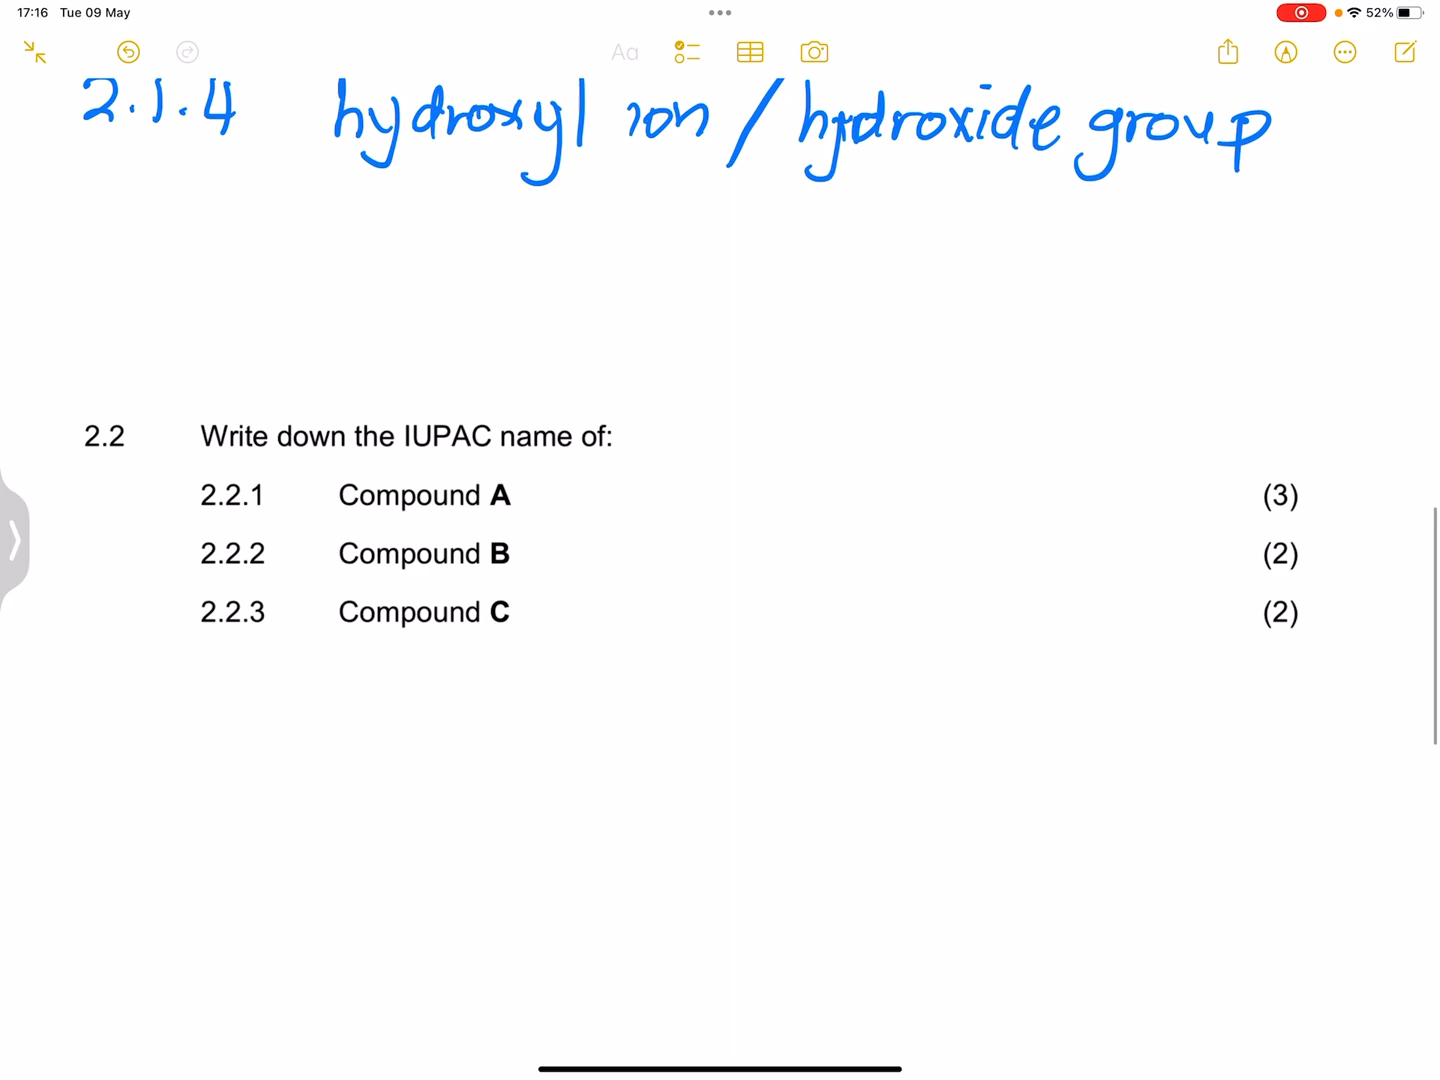 17:16 Tue 09 May 52%
Aa
2.1.4 hydroxyl ion / hydroxide group
2.2 Write down the IUPAC name of:
2.2.1 Compound A (3)
2.2.2 Compound B (2)
2.2.3 Compound C (2)